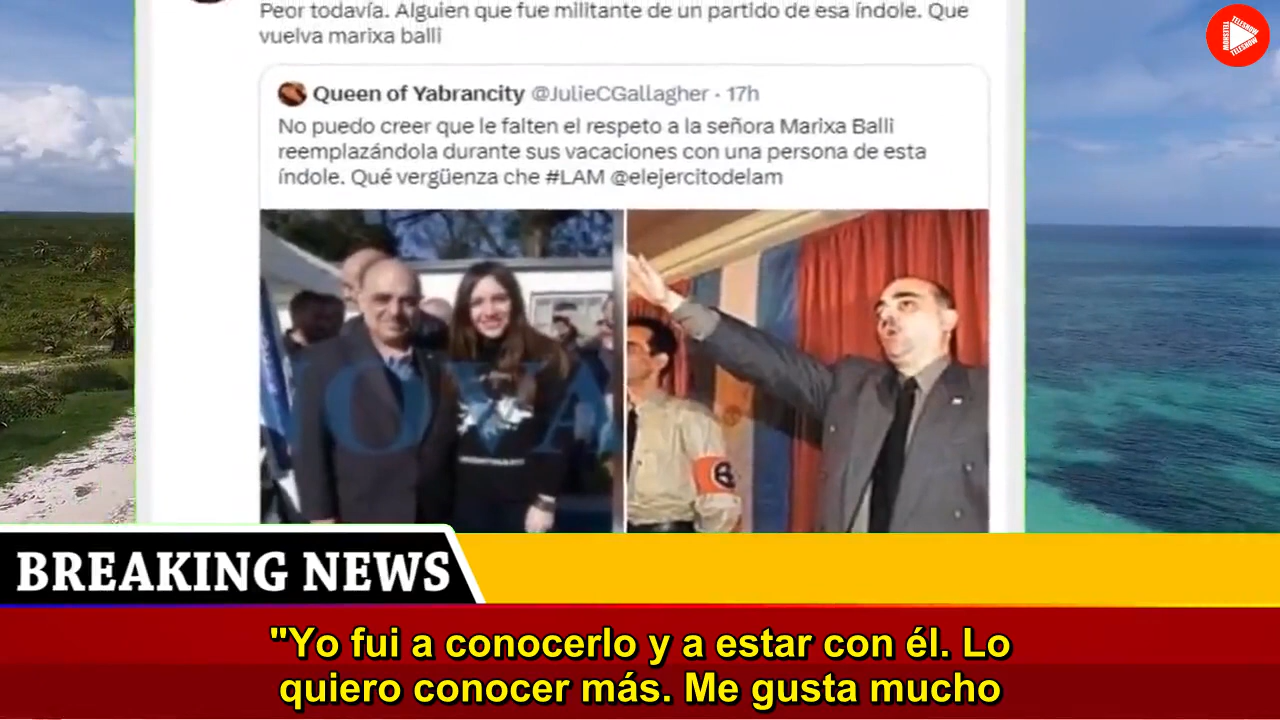 Peor todavía. Alguien que fue militante de un partido de esa índole. Que
vuelva marixa balli
Queen of Yabrancity @JulieCGallagher · 17h
No puedo creer que le falten el respeto a la señora Marixa Balli
reemplazándola durante sus vacaciones con una persona de esta
índole. Qué vergüenza che #LAM @elejercitodelam
TELESHOW
TELESHOW
TELESHOW
BREAKING NEWS
"Yo fui a conocerlo y a estar con él. Lo
quiero conocer más. Me gusta mucho